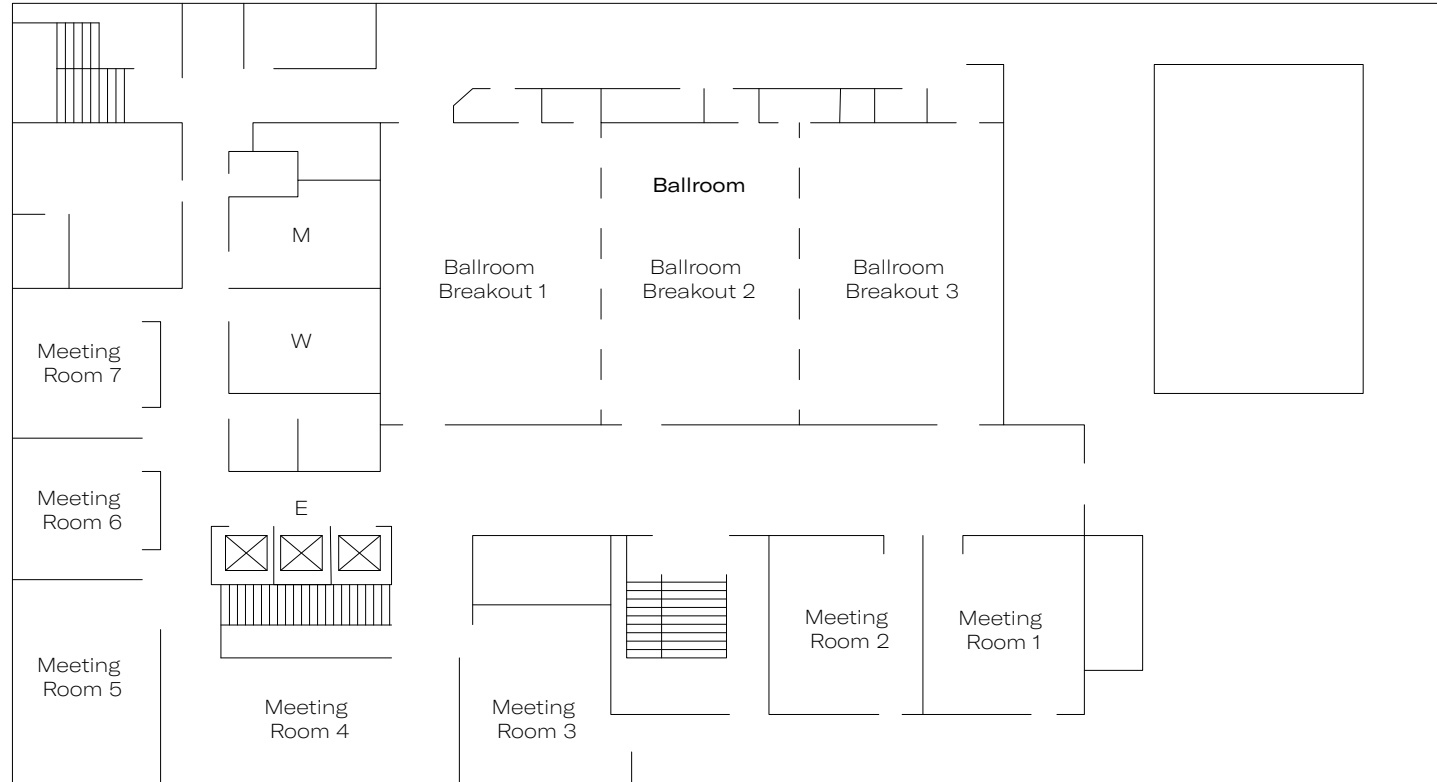 Ballroom
M
Ballroom
Breakout 1
Ballroom
Breakout 2
Ballroom
Breakout 3
W
Meeting
Room 7
Meeting
Room 6
E
Meeting
Room 2
Meeting
Room 1
Meeting
Room 5
Meeting
Room 4
Meeting
Room 3